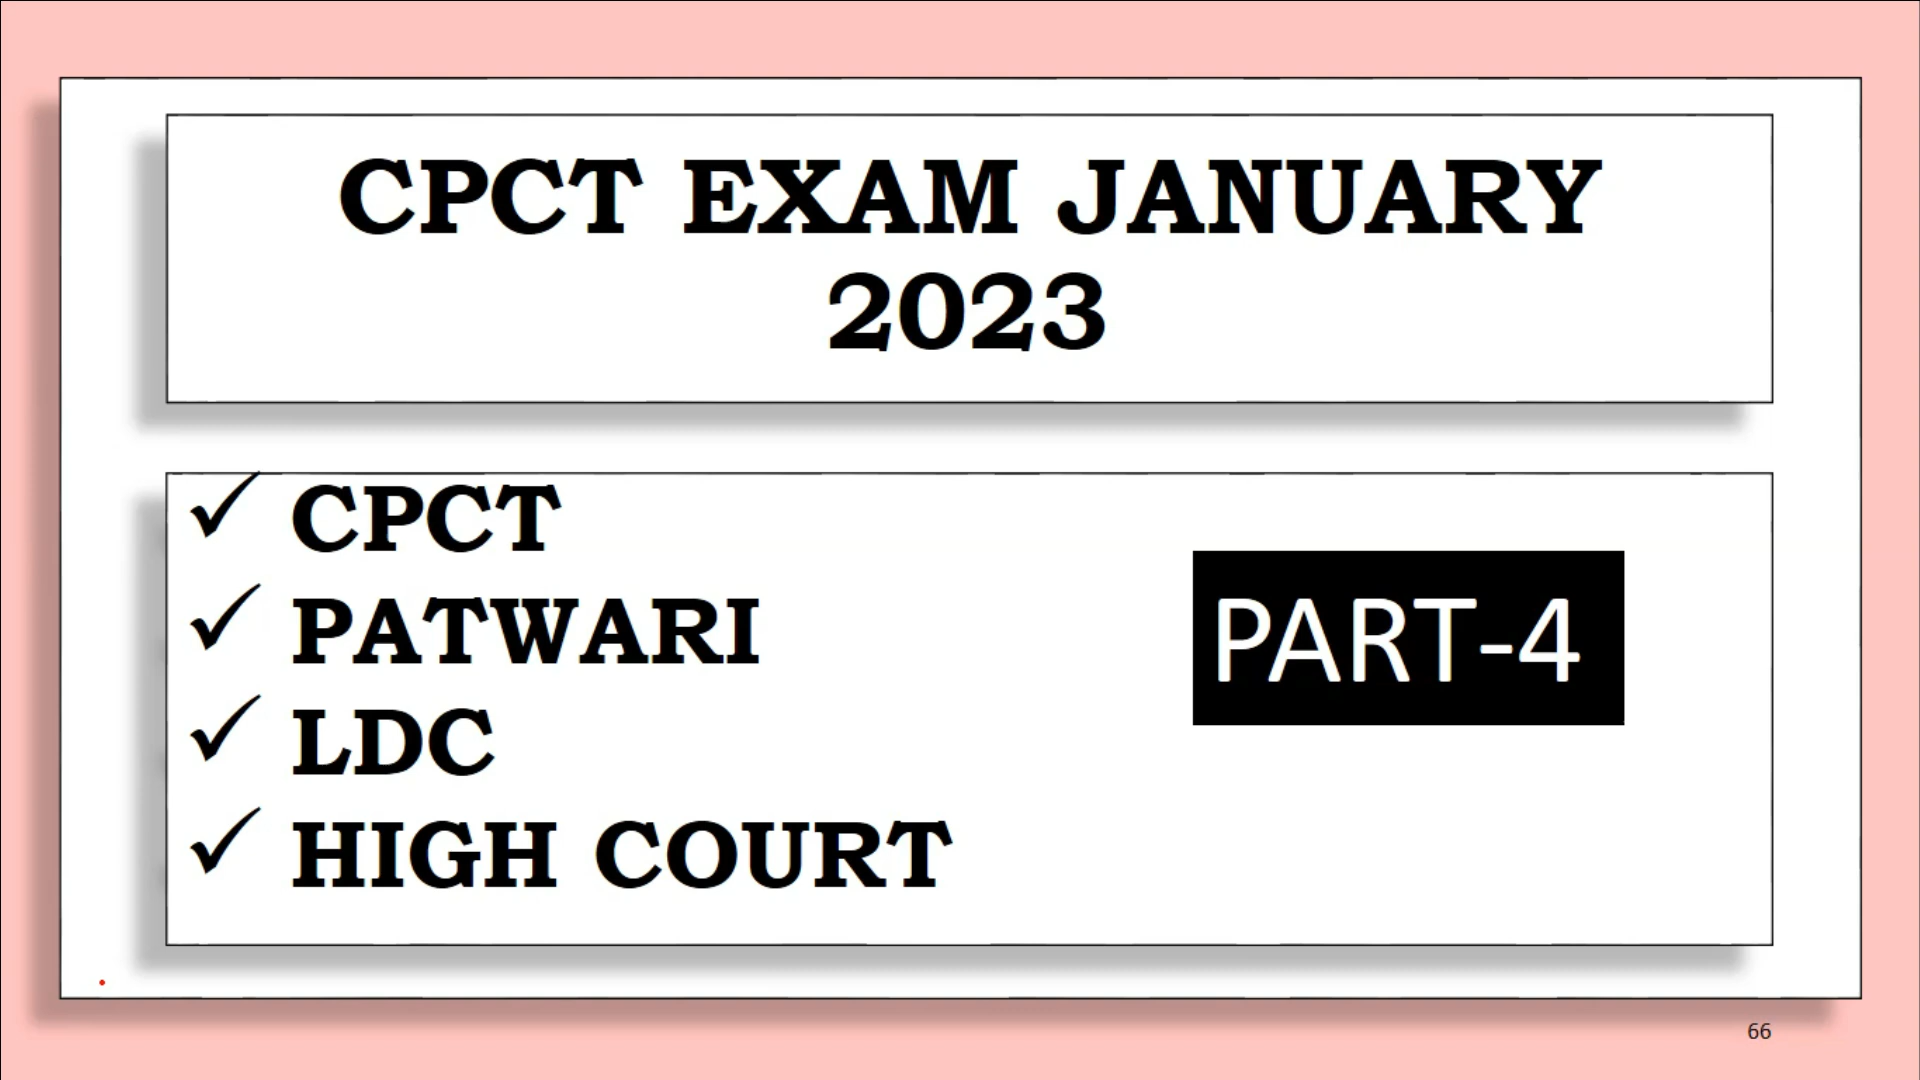 CPCT EXAM JANUARY
2023
✓ CPCT
✓ PATWARI
✓ LDC
✓ HIGH COURT
PART-4
66